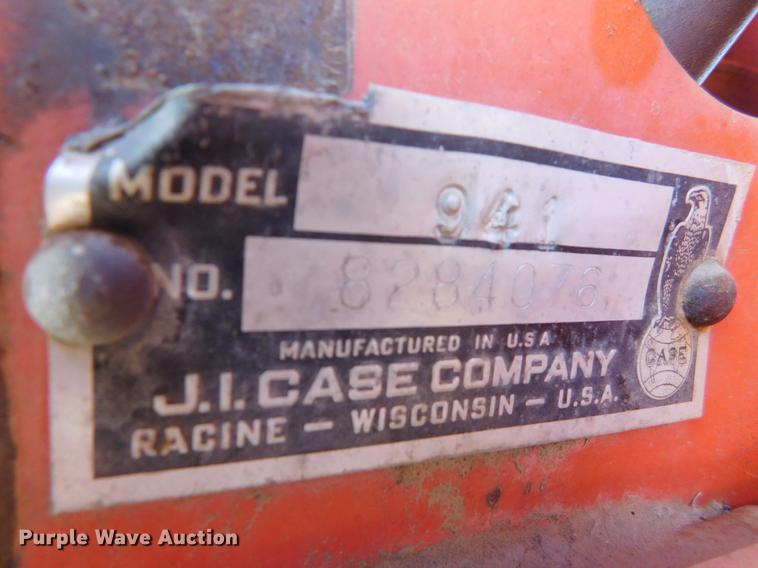 MODEL 941
NO. 8284076
CASE
MANUFACTURED IN U.S.A
J.I. CASE COMPANY
RACINE – WISCONSIN – U.S.A.
Purple Wave Auction